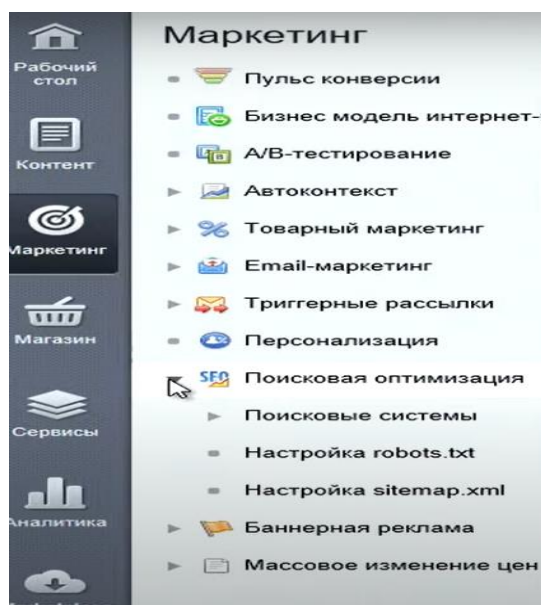 Маркетинг
Рабочий
стол
Контент
Маркетинг
Магазин
Сервисы
Аналитика
Пульс конверсии
Бизнес модель интернет-
A/B-тестирование
Автоконтекст
Товарный маркетинг
Email-маркетинг
Триггерные рассылки
Персонализация
SEO Поисковая оптимизация
Поисковые системы
Настройка robots.txt
Настройка sitemap.xml
Баннерная реклама
Массовое изменение цен